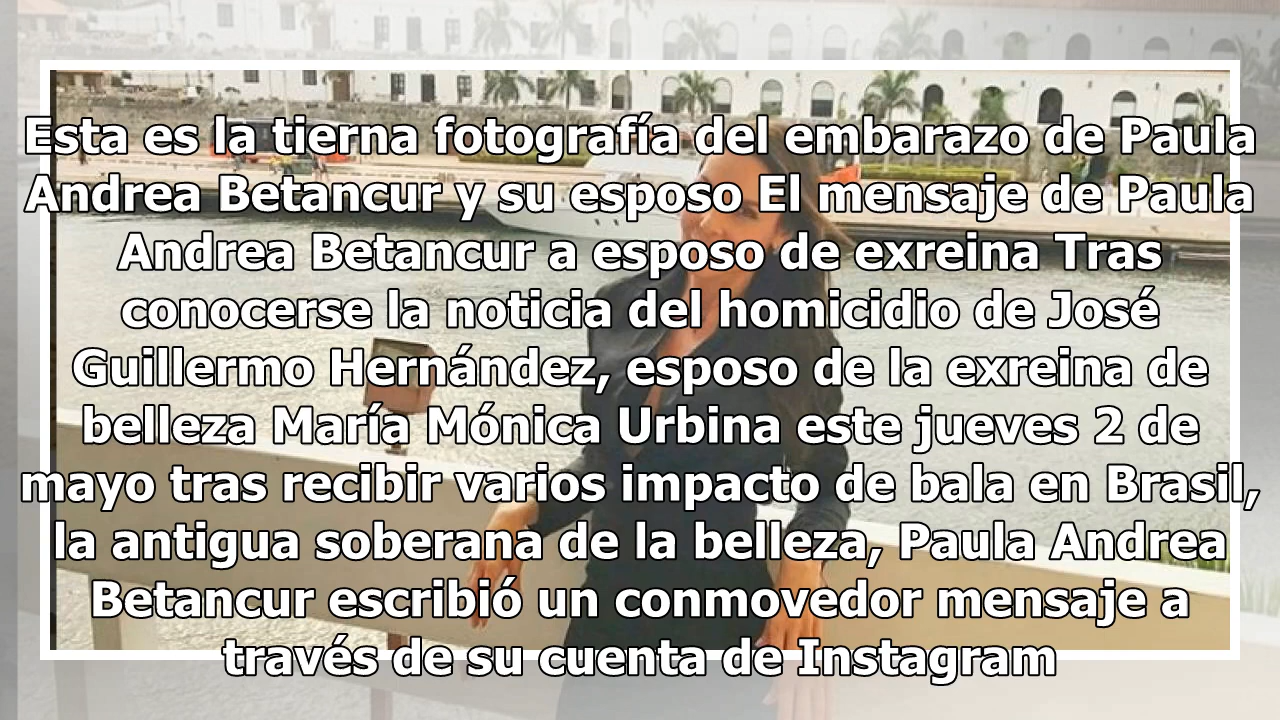 Esta es la tierna fotografía del embarazo de Paula
Andrea Betancur y su esposo El mensaje de Paula
Andrea Betancur a esposo de exreina Tras
conocerse la noticia del homicidio de José
Guillermo Hernández, esposo de la exreina de
belleza María Mónica Urbina este jueves 2 de
mayo tras recibir varios impacto de bala en Brasil,
la antigua soberana de la belleza, Paula Andrea
Betancur escribió un conmovedor mensaje a
través de su cuenta de Instagram